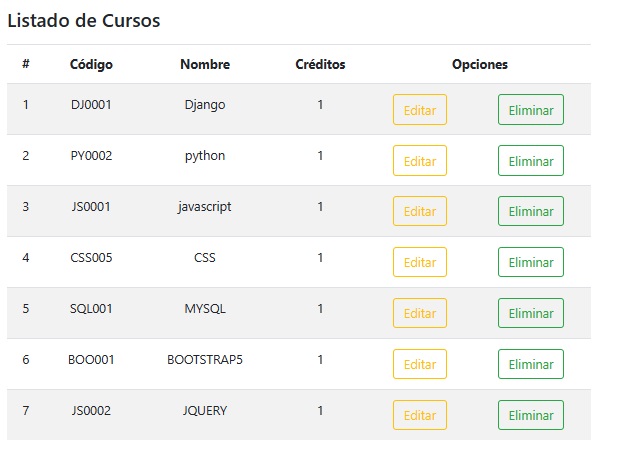 Listado de Cursos
# Código Nombre Créditos Opciones
1 DJ0001 Django 1 Editar Eliminar
2 PY0002 python 1 Editar Eliminar
3 JS0001 javascript 1 Editar Eliminar
4 CSS005 CSS 1 Editar Eliminar
5 SQL001 MYSQL 1 Editar Eliminar
6 BOO001 BOOTSTRAP5 1 Editar Eliminar
7 JS0002 JQUERY 1 Editar Eliminar